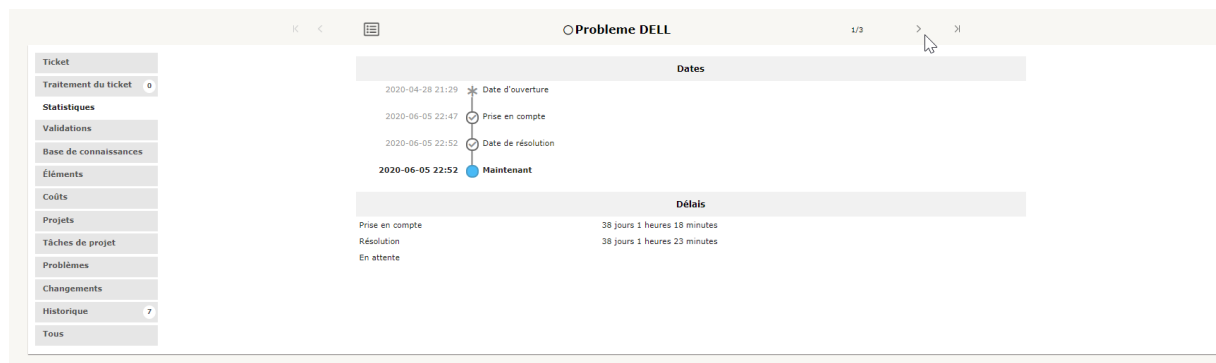 Probleme DELL
1/3
Ticket
Traitement du ticket 0
Statistiques
Validations
Base de connaissances
Éléments
Coûts
Projets
Tâches de projet
Problèmes
Changements
Historique 7
Tous
Dates
2020-04-28 21:29 Date d'ouverture
2020-06-05 22:47 Prise en compte
2020-06-05 22:52 Date de résolution
2020-06-05 22:52 Maintenant
Délais
Prise en compte 38 jours 1 heures 18 minutes
Résolution 38 jours 1 heures 23 minutes
En attente